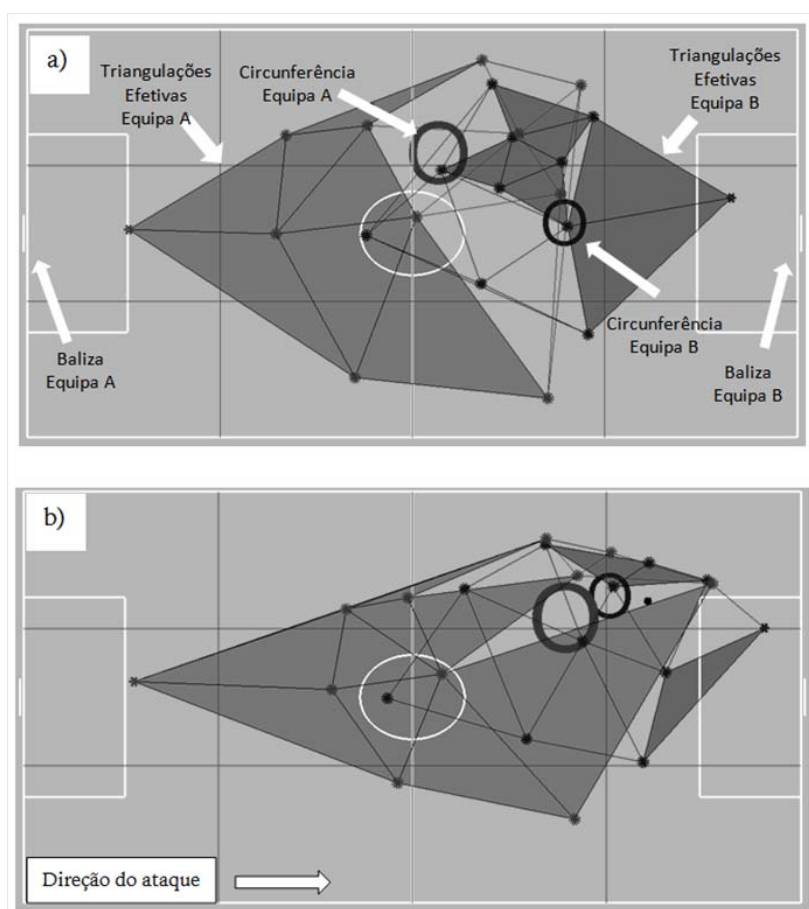 a)
Triangulações
Efetivas
Equipa A
Circunferência
Equipa A
Triangulações
Efetivas
Equipa B
Baliza
Equipa A
Circunferência
Equipa B
Baliza
Equipa B
b)
Direção do ataque